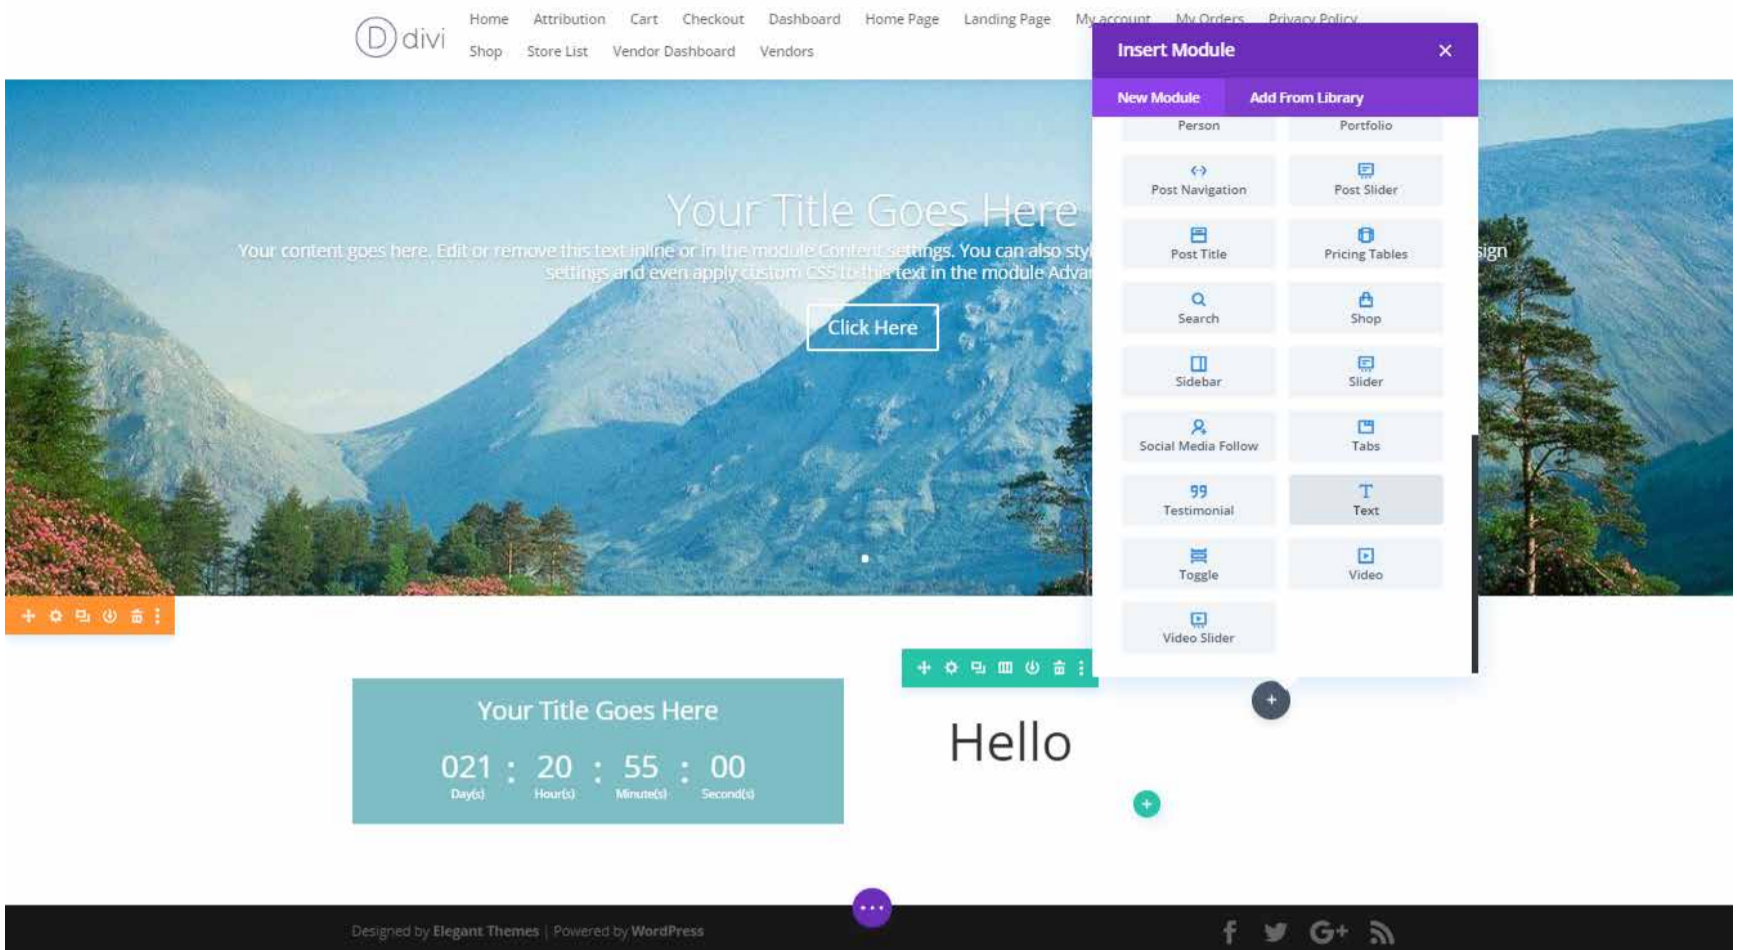 divi
Home Attribution Cart Checkout Dashboard Home Page Landing Page My account My Orders Privacy Policy
Shop Store List Vendor Dashboard Vendors
Your Title Goes Here
Your content goes here. Edit or remove this text inline or in the module Content settings. You can also styl
sign
settings and even apply custom CSS to this text in the module Adva
Click Here
Insert Module
New Module Add From Library
Person Portfolio
Post Navigation Post Slider
Post Title Pricing Tables
Search Shop
Sidebar Slider
Social Media Follow Tabs
Testimonial Text
Toggle Video
Video Slider
Your Title Goes Here
021 : 20 : 55 : 00
Day(s) Hour(s) Minute(s) Second(s)
Hello
Designed by Elegant Themes | Powered by WordPress